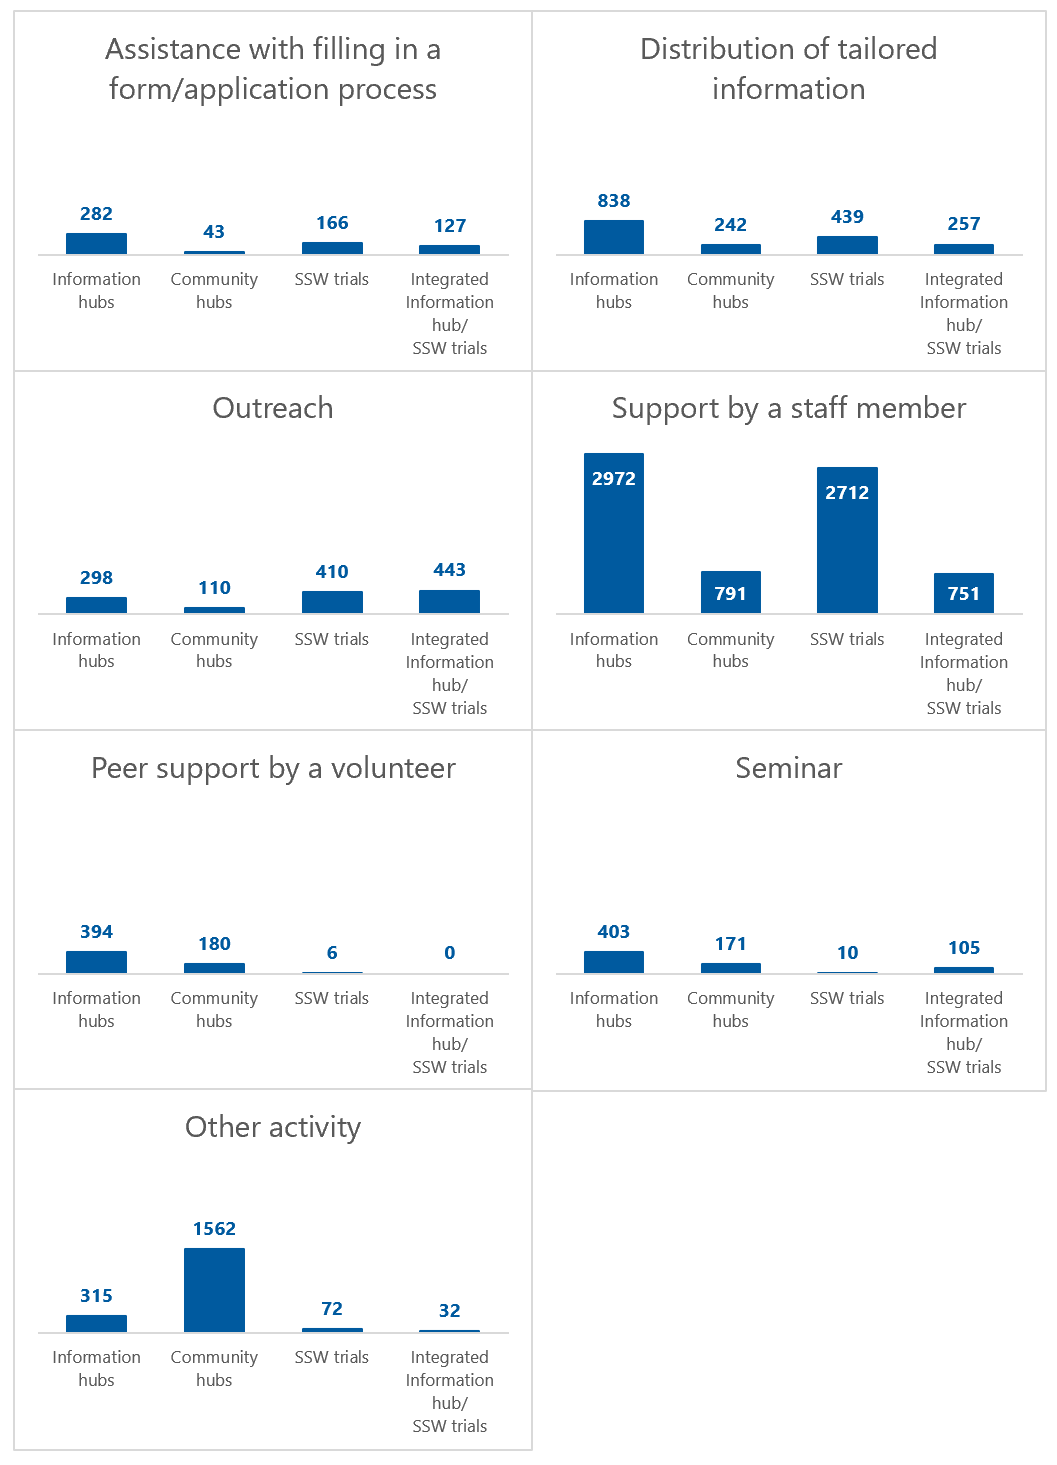 Assistance with filling in a
form/application process
282
43
166
127
Information
hubs
Community
hubs
SSW trials
Integrated
Information
hub/
SSW trials
Distribution of tailored
information
838
242
439
257
Information
hubs
Community
hubs
SSW trials
Integrated
Information
hub/
SSW trials
Outreach
298
110
410
443
Information
hubs
Community
hubs
SSW trials
Integrated
Information
hub/
SSW trials
Support by a staff member
2972
791
2712
751
Information
hubs
Community
hubs
SSW trials
Integrated
Information
hub/
SSW trials
Peer support by a volunteer
394
180
6
0
Information
hubs
Community
hubs
SSW trials
Integrated
Information
hub/
SSW trials
Seminar
403
171
10
105
Information
hubs
Community
hubs
SSW trials
Integrated
Information
hub/
SSW trials
Other activity
315
1562
72
32
Information
hubs
Community
hubs
SSW trials
Integrated
Information
hub/
SSW trials